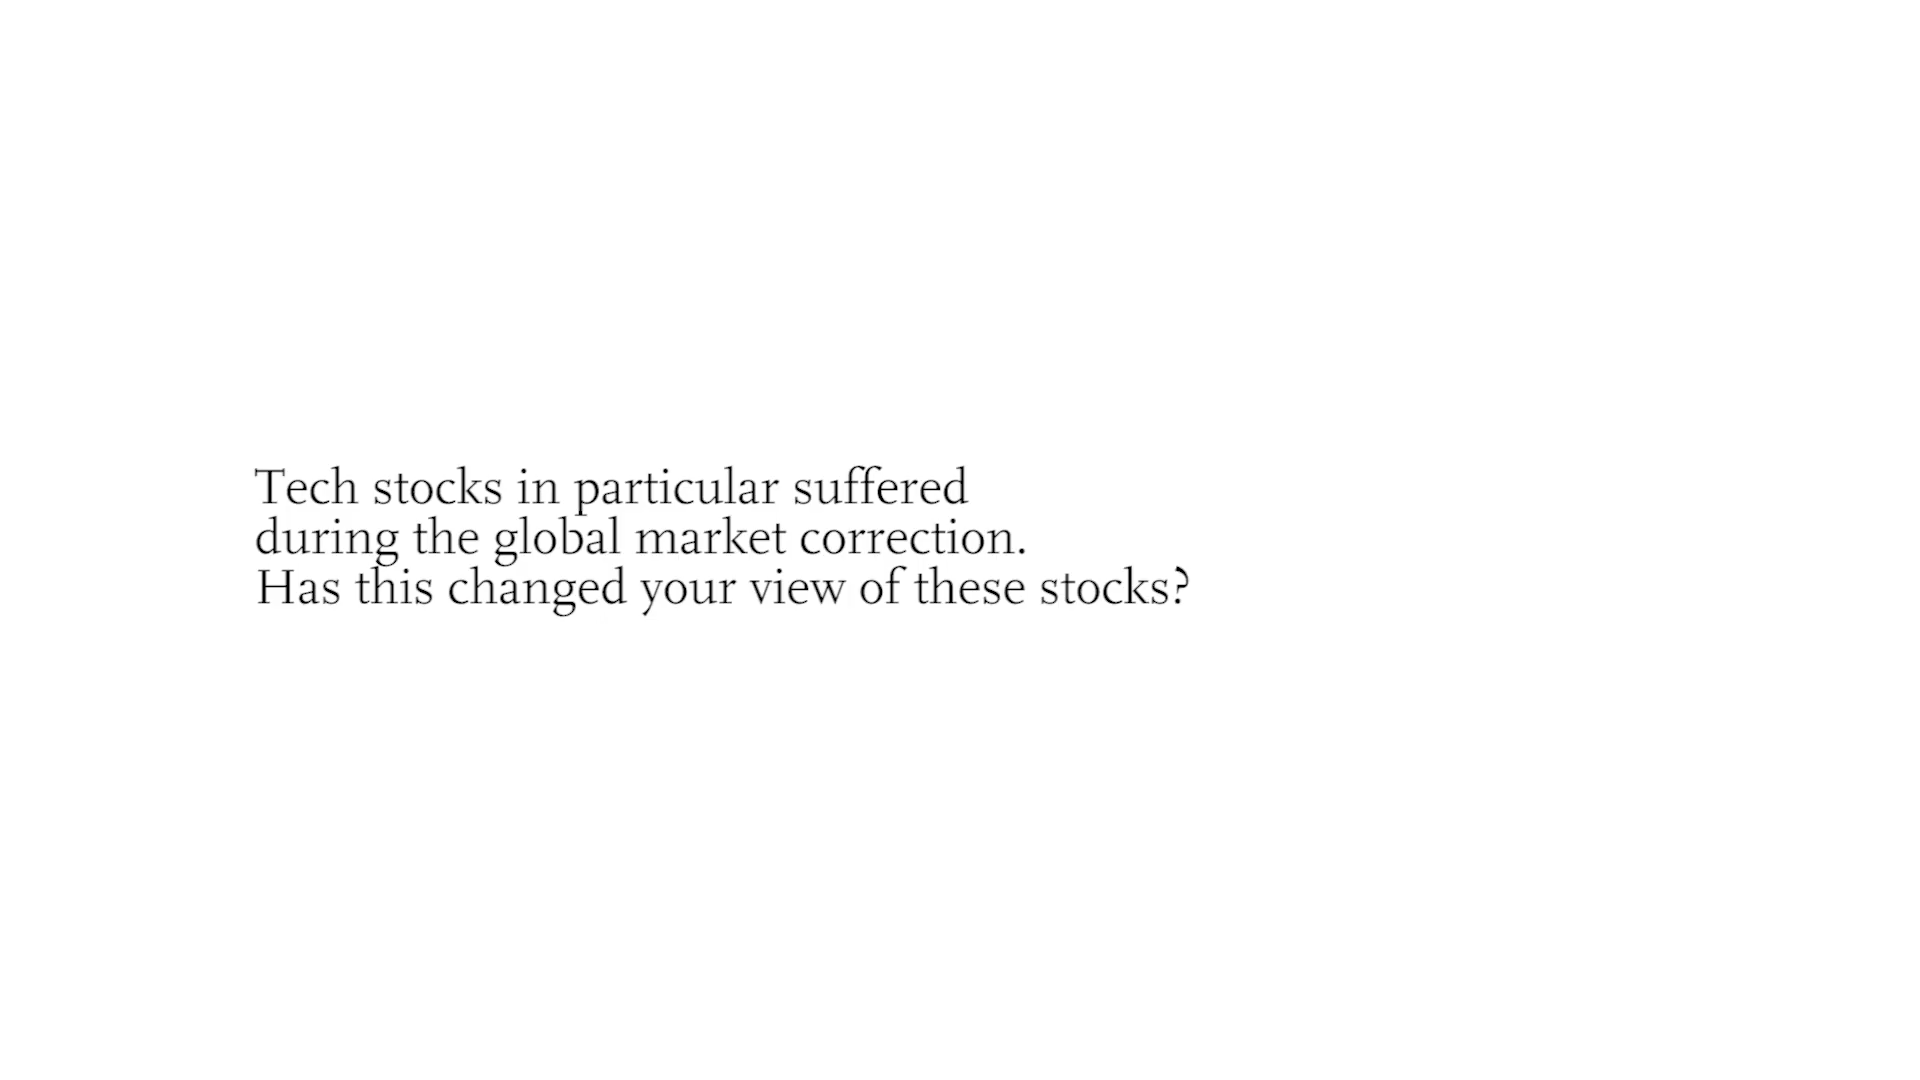 Tech stocks in particular suffered
during the global market correction.
Has this changed your view of these stocks?